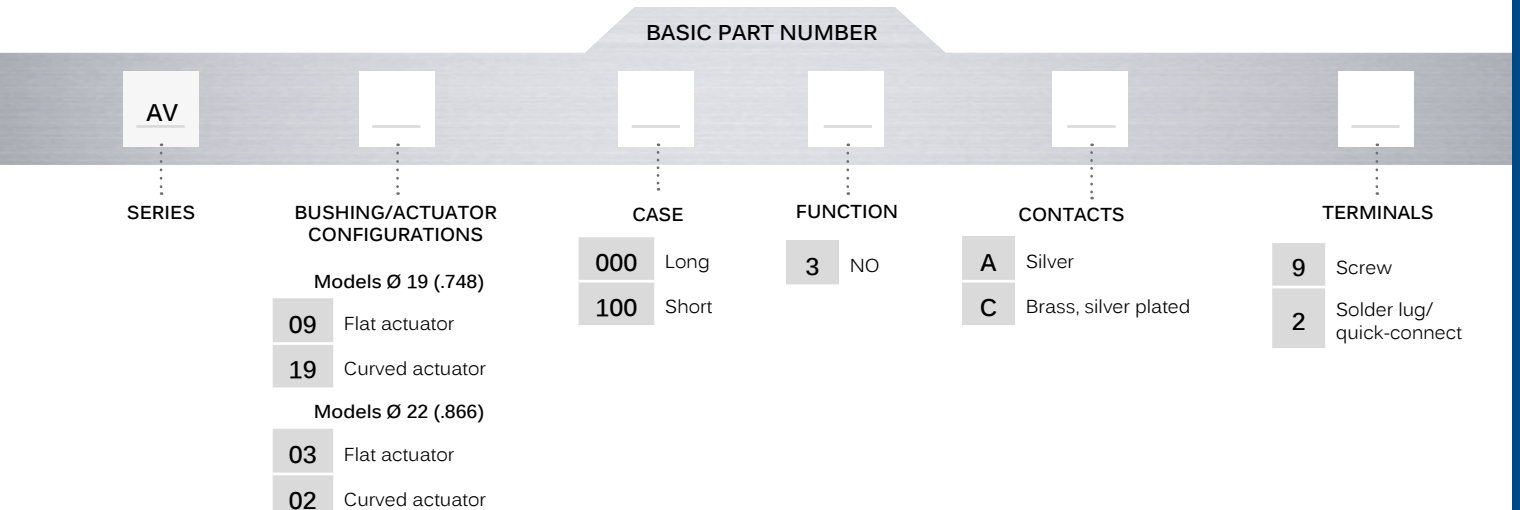 BASIC PART NUMBER
AV
SERIES
BUSHING/ACTUATOR
CONFIGURATIONS
Models Ø 19 (.748)
09 Flat actuator
19 Curved actuator
Models Ø 22 (.866)
03 Flat actuator
02 Curved actuator
CASE
000 Long
100 Short
FUNCTION
3 NO
CONTACTS
A Silver
C Brass, silver plated
TERMINALS
9 Screw
2 Solder lug/
quick-connect